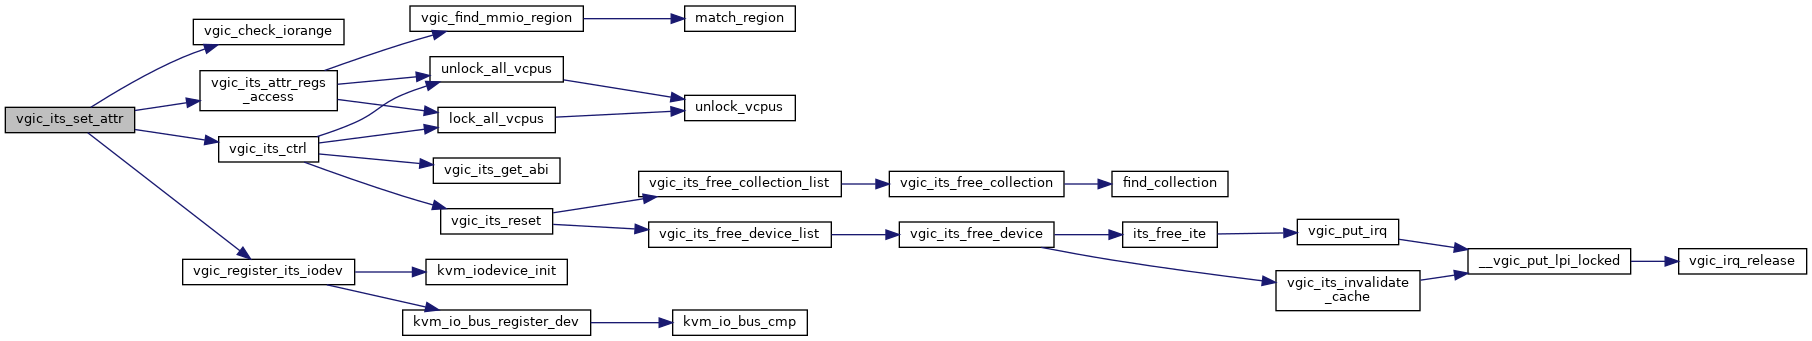 vgic_find_mmio_region
match_region
vgic_check_iorange
unlock_all_vcpus
vgic_its_attr_regs
_access
unlock_vcpus
vgic_its_set_attr
lock_all_vcpus
vgic_its_ctrl
vgic_its_get_abi
vgic_its_free_collection_list
vgic_its_free_collection
find_collection
vgic_its_reset
vgic_its_free_device_list
vgic_its_free_device
its_free_ite
vgic_put_irq
__vgic_put_lpi_locked
vgic_irq_release
vgic_register_its_iodev
kvm_iodevice_init
vgic_its_invalidate
_cache
kvm_io_bus_register_dev
kvm_io_bus_cmp